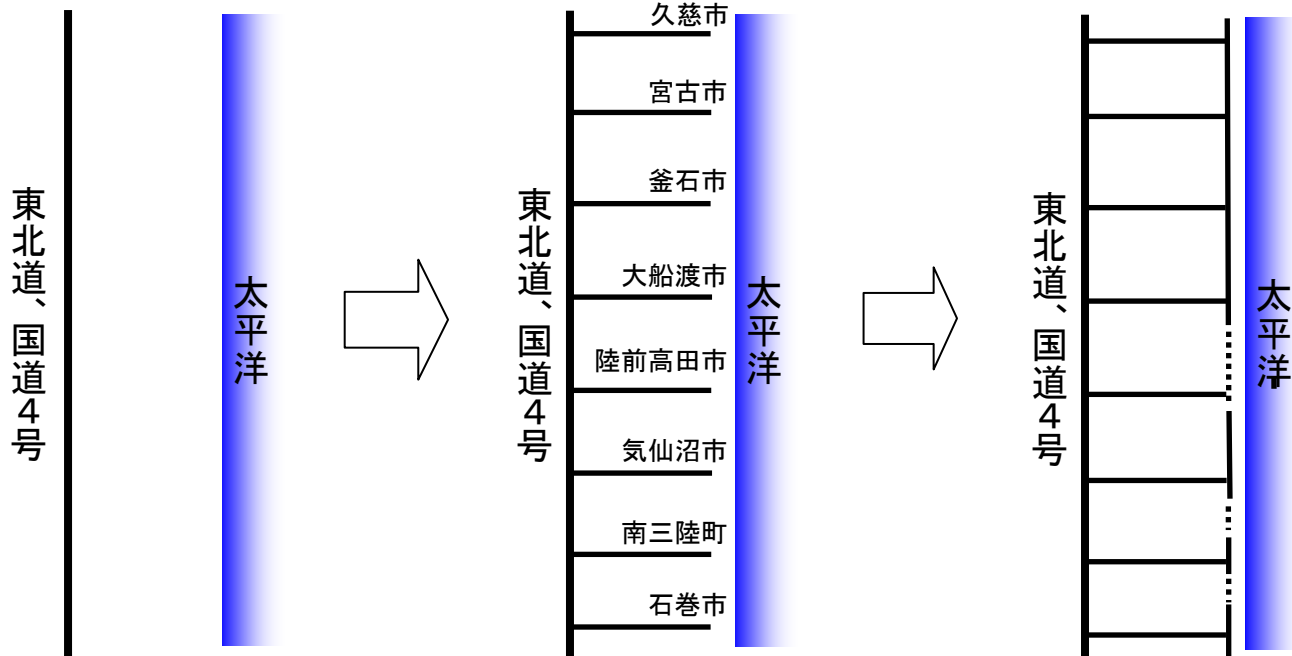 東北道、国道４号
太平洋
久慈市
宮古市
釜石市
大船渡市
陸前高田市
気仙沼市
南三陸町
石巻市
東北道、国道４号
太平洋
東北道、国道４号
太平洋